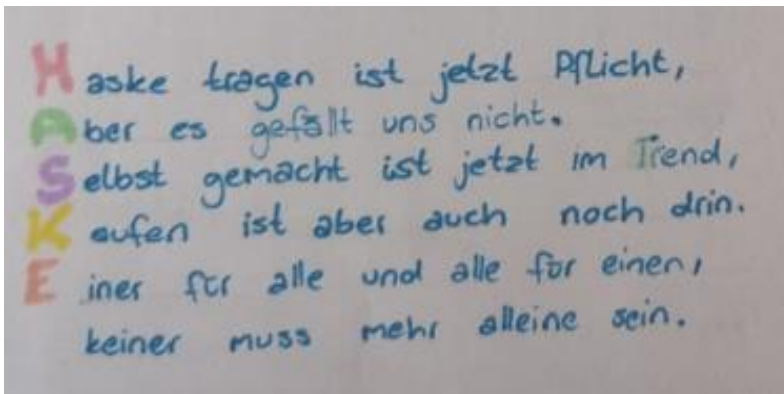 Maske tragen ist jetzt Pflicht,
Aber es gefällt uns nicht.
Selbst gemacht ist jetzt im Trend,
Kaufen ist aber auch noch drin.
Einer für alle und alle für einen,
keiner muss mehr alleine sein.